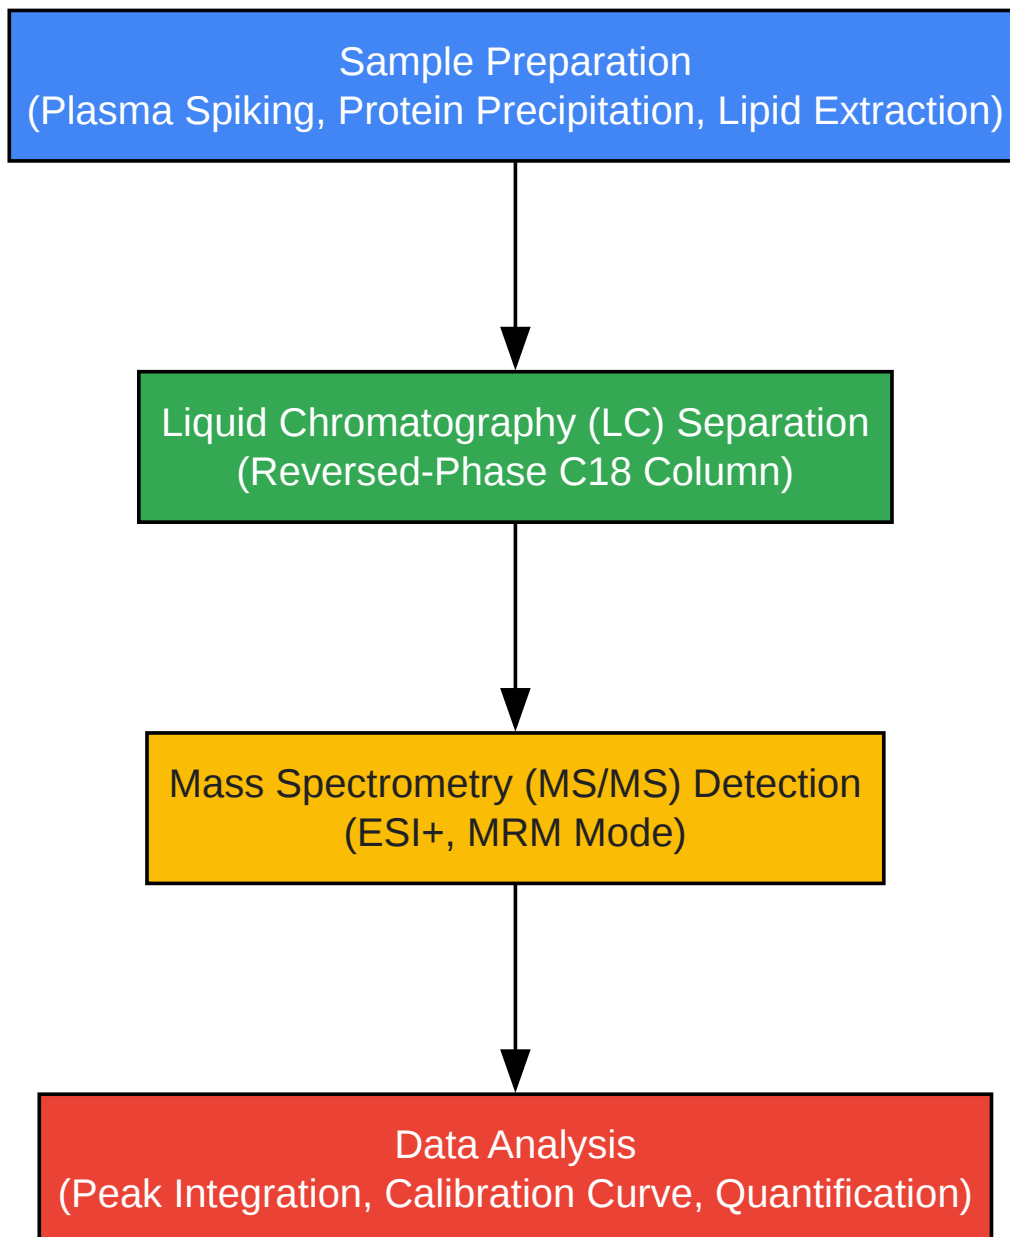 Sample Preparation
(Plasma Spiking, Protein Precipitation, Lipid Extraction)
Liquid Chromatography (LC) Separation
(Reversed-Phase C18 Column)
Mass Spectrometry (MS/MS) Detection
(ESI+, MRM Mode)
Data Analysis
(Peak Integration, Calibration Curve, Quantification)